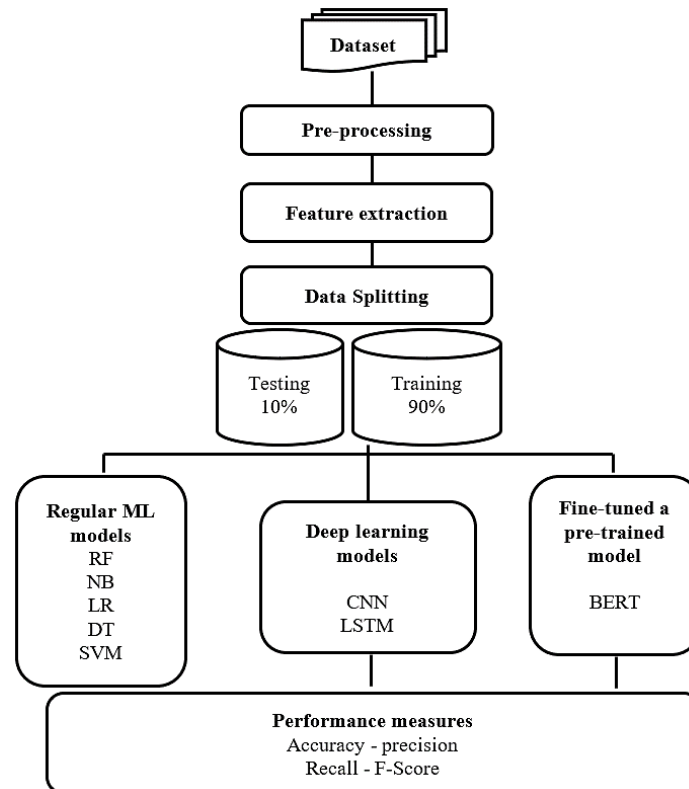 Dataset
Pre-processing
Feature extraction
Data Splitting
Testing
10%
Training
90%
Regular ML
models
RF
NB
LR
DT
SVM
Deep learning
models
CNN
LSTM
Fine-tuned a
pre-trained
model
BERT
Performance measures
Accuracy - precision
Recall - F-Score